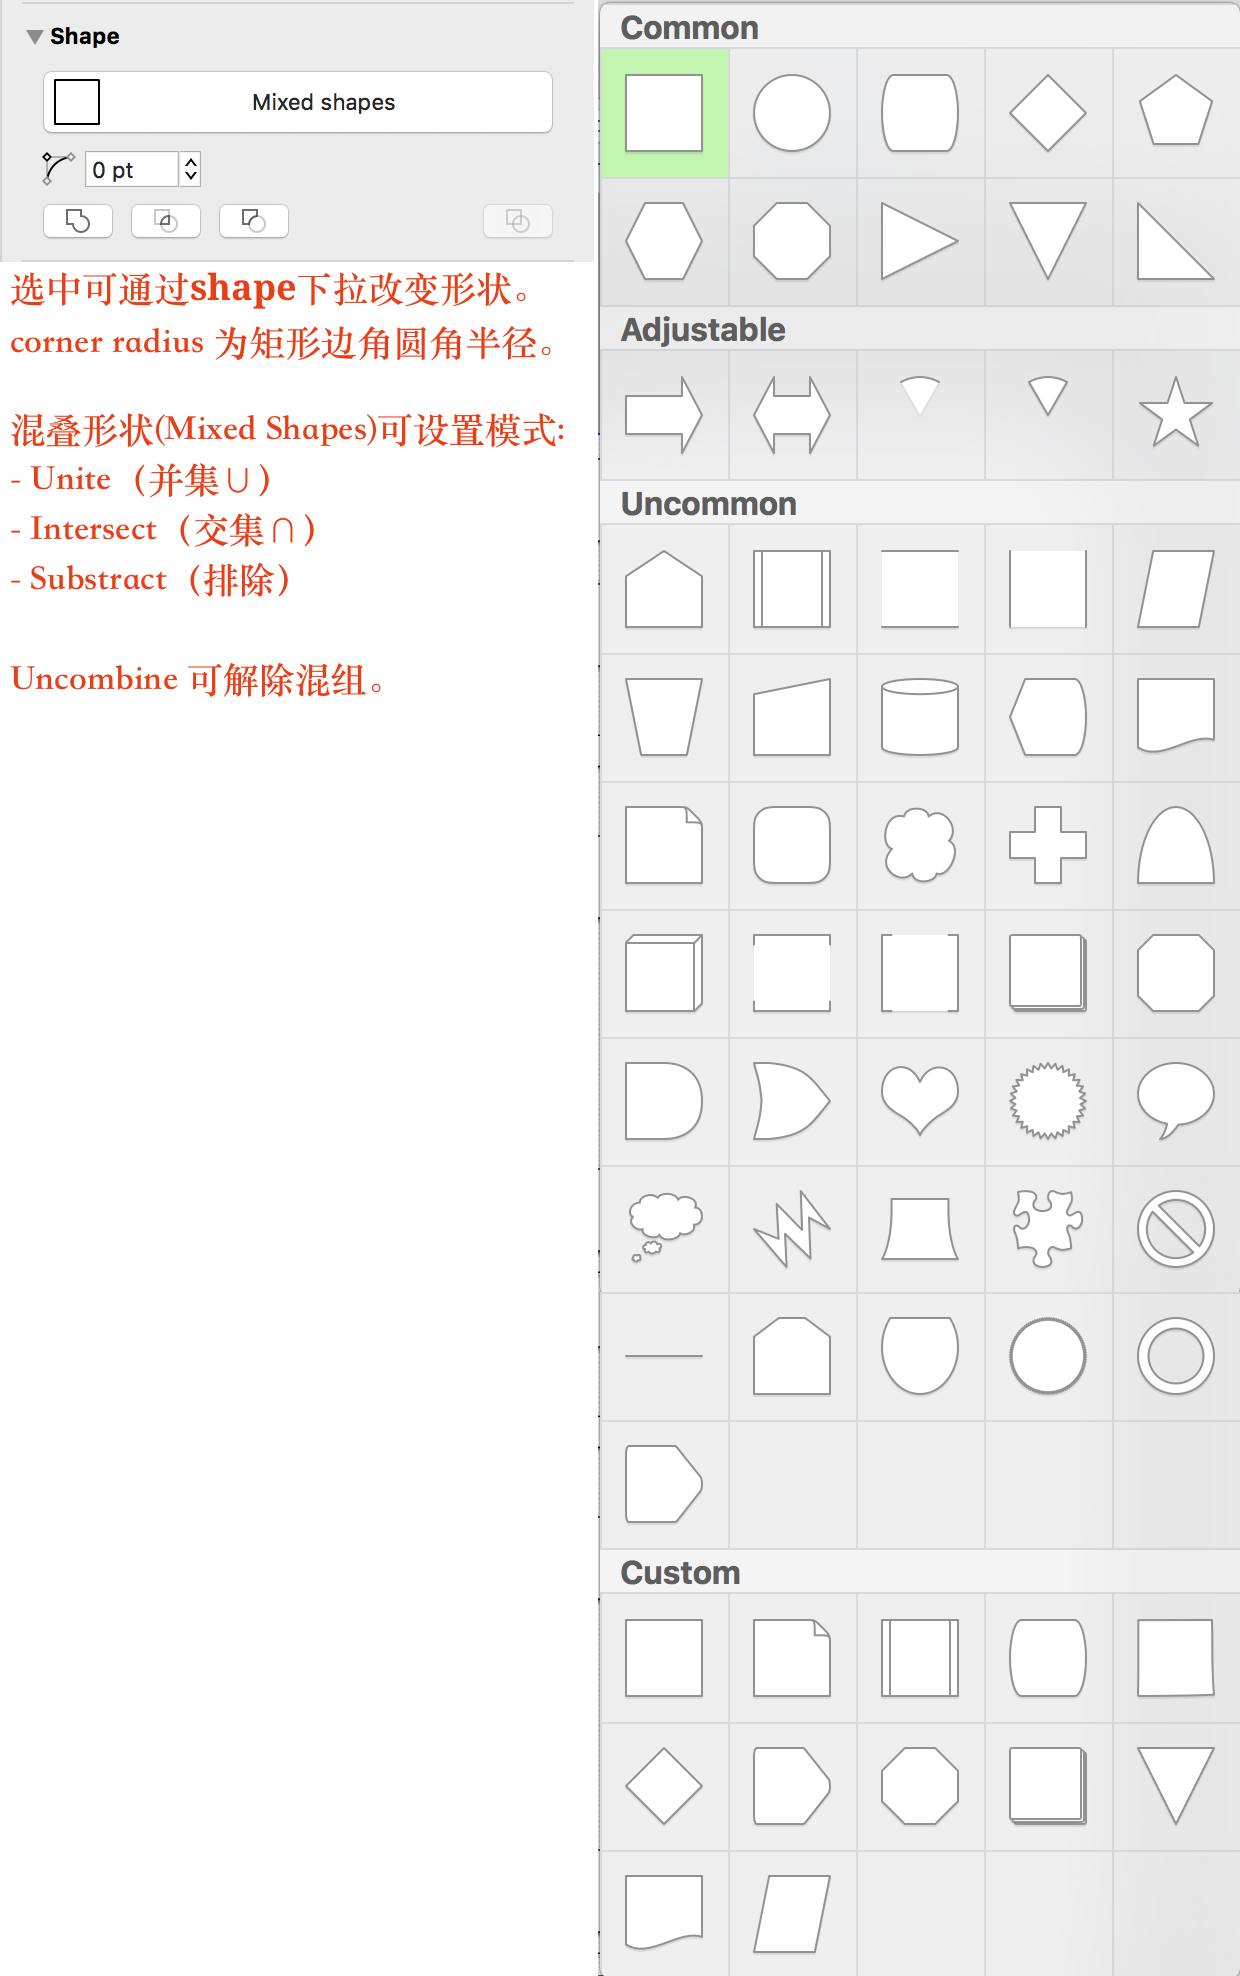 Shape
Mixed shapes
0 pt
选中可通过shape下拉改变形状。
corner radius 为矩形边角圆角半径。
混叠形状(Mixed Shapes)可设置模式:
- Unite（并集∪）
- Intersect（交集∩）
- Substract（排除）
Uncombine 可解除混组。
Common
Adjustable
Uncommon
Custom